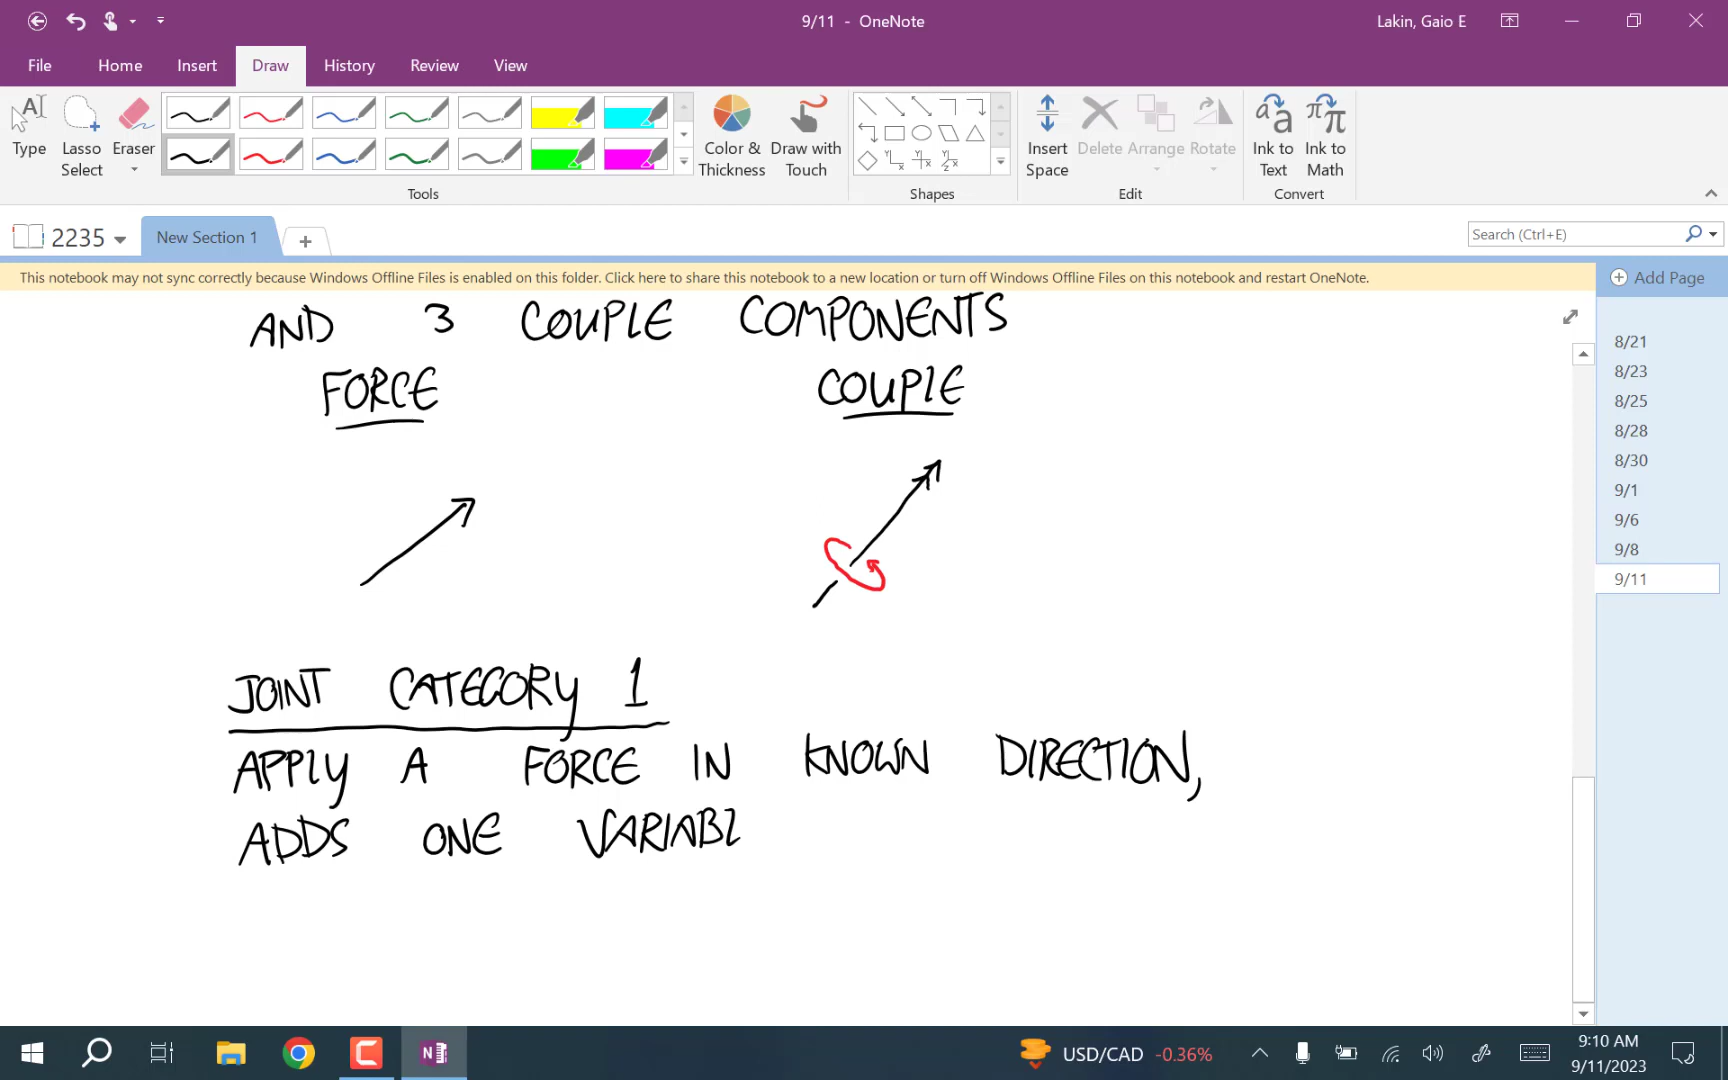 9/11 - OneNote
Lakin, Gaio E
File Home Insert Draw History Review View
Type
Lasso Select
Eraser
Color & Thickness
Draw with Touch
Insert Space
Delete
Arrange
Rotate
Ink to Text
Ink to Math
Tools
Shapes
Edit
Convert
2235
New Section 1
Search (Ctrl+E)
This notebook may not sync correctly because Windows Offline Files is enabled on this folder. Click here to share this notebook to a new location or turn off Windows Offline Files on this notebook and restart OneNote.
Add Page
8/21
8/23
8/25
8/28
8/30
9/1
9/6
9/8
9/11
AND 3 COUPLE COMPONENTS
FORCE COUPLE
JOINT CATEGORY 1
APPLY A FORCE IN KNOWN DIRECTION,
ADDS ONE VARIABL
USD/CAD -0.36%
9:10 AM
9/11/2023